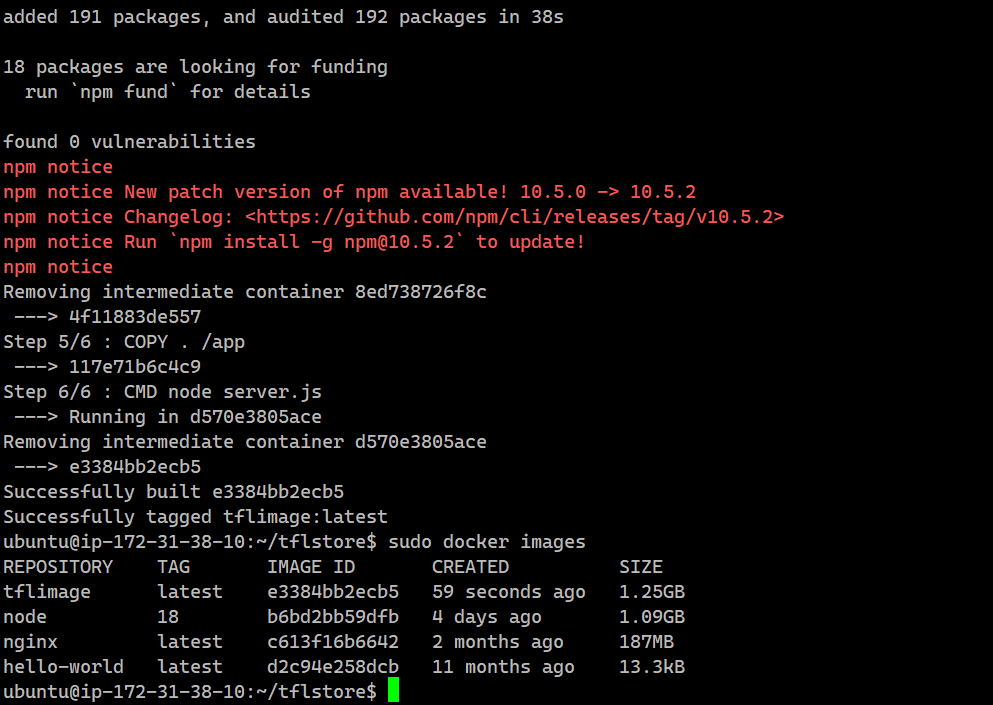 added 191 packages, and audited 192 packages in 38s
18 packages are looking for funding
  run `npm fund` for details
found 0 vulnerabilities
npm notice
npm notice New patch version of npm available! 10.5.0 -> 10.5.2
npm notice Changelog: <https://github.com/npm/cli/releases/tag/v10.5.2>
npm notice Run `npm install -g npm@10.5.2` to update!
npm notice
Removing intermediate container 8ed738726f8c
 ---> 4f11883de557
Step 5/6 : COPY . /app
 ---> 117e71b6c4c9
Step 6/6 : CMD node server.js
 ---> Running in d570e3805ace
Removing intermediate container d570e3805ace
 ---> e3384bb2ecb5
Successfully built e3384bb2ecb5
Successfully tagged tflimage:latest
ubuntu@ip-172-31-38-10:~/tflstore$ sudo docker images
REPOSITORY    TAG       IMAGE ID       CREATED          SIZE
tflimage      latest    e3384bb2ecb5   59 seconds ago   1.25GB
node          18        b6bd2bb59dfb   4 days ago       1.09GB
nginx         latest    c613f16b6642   2 months ago     187MB
hello-world   latest    d2c94e258dcb   11 months ago    13.3kB
ubuntu@ip-172-31-38-10:~/tflstore$